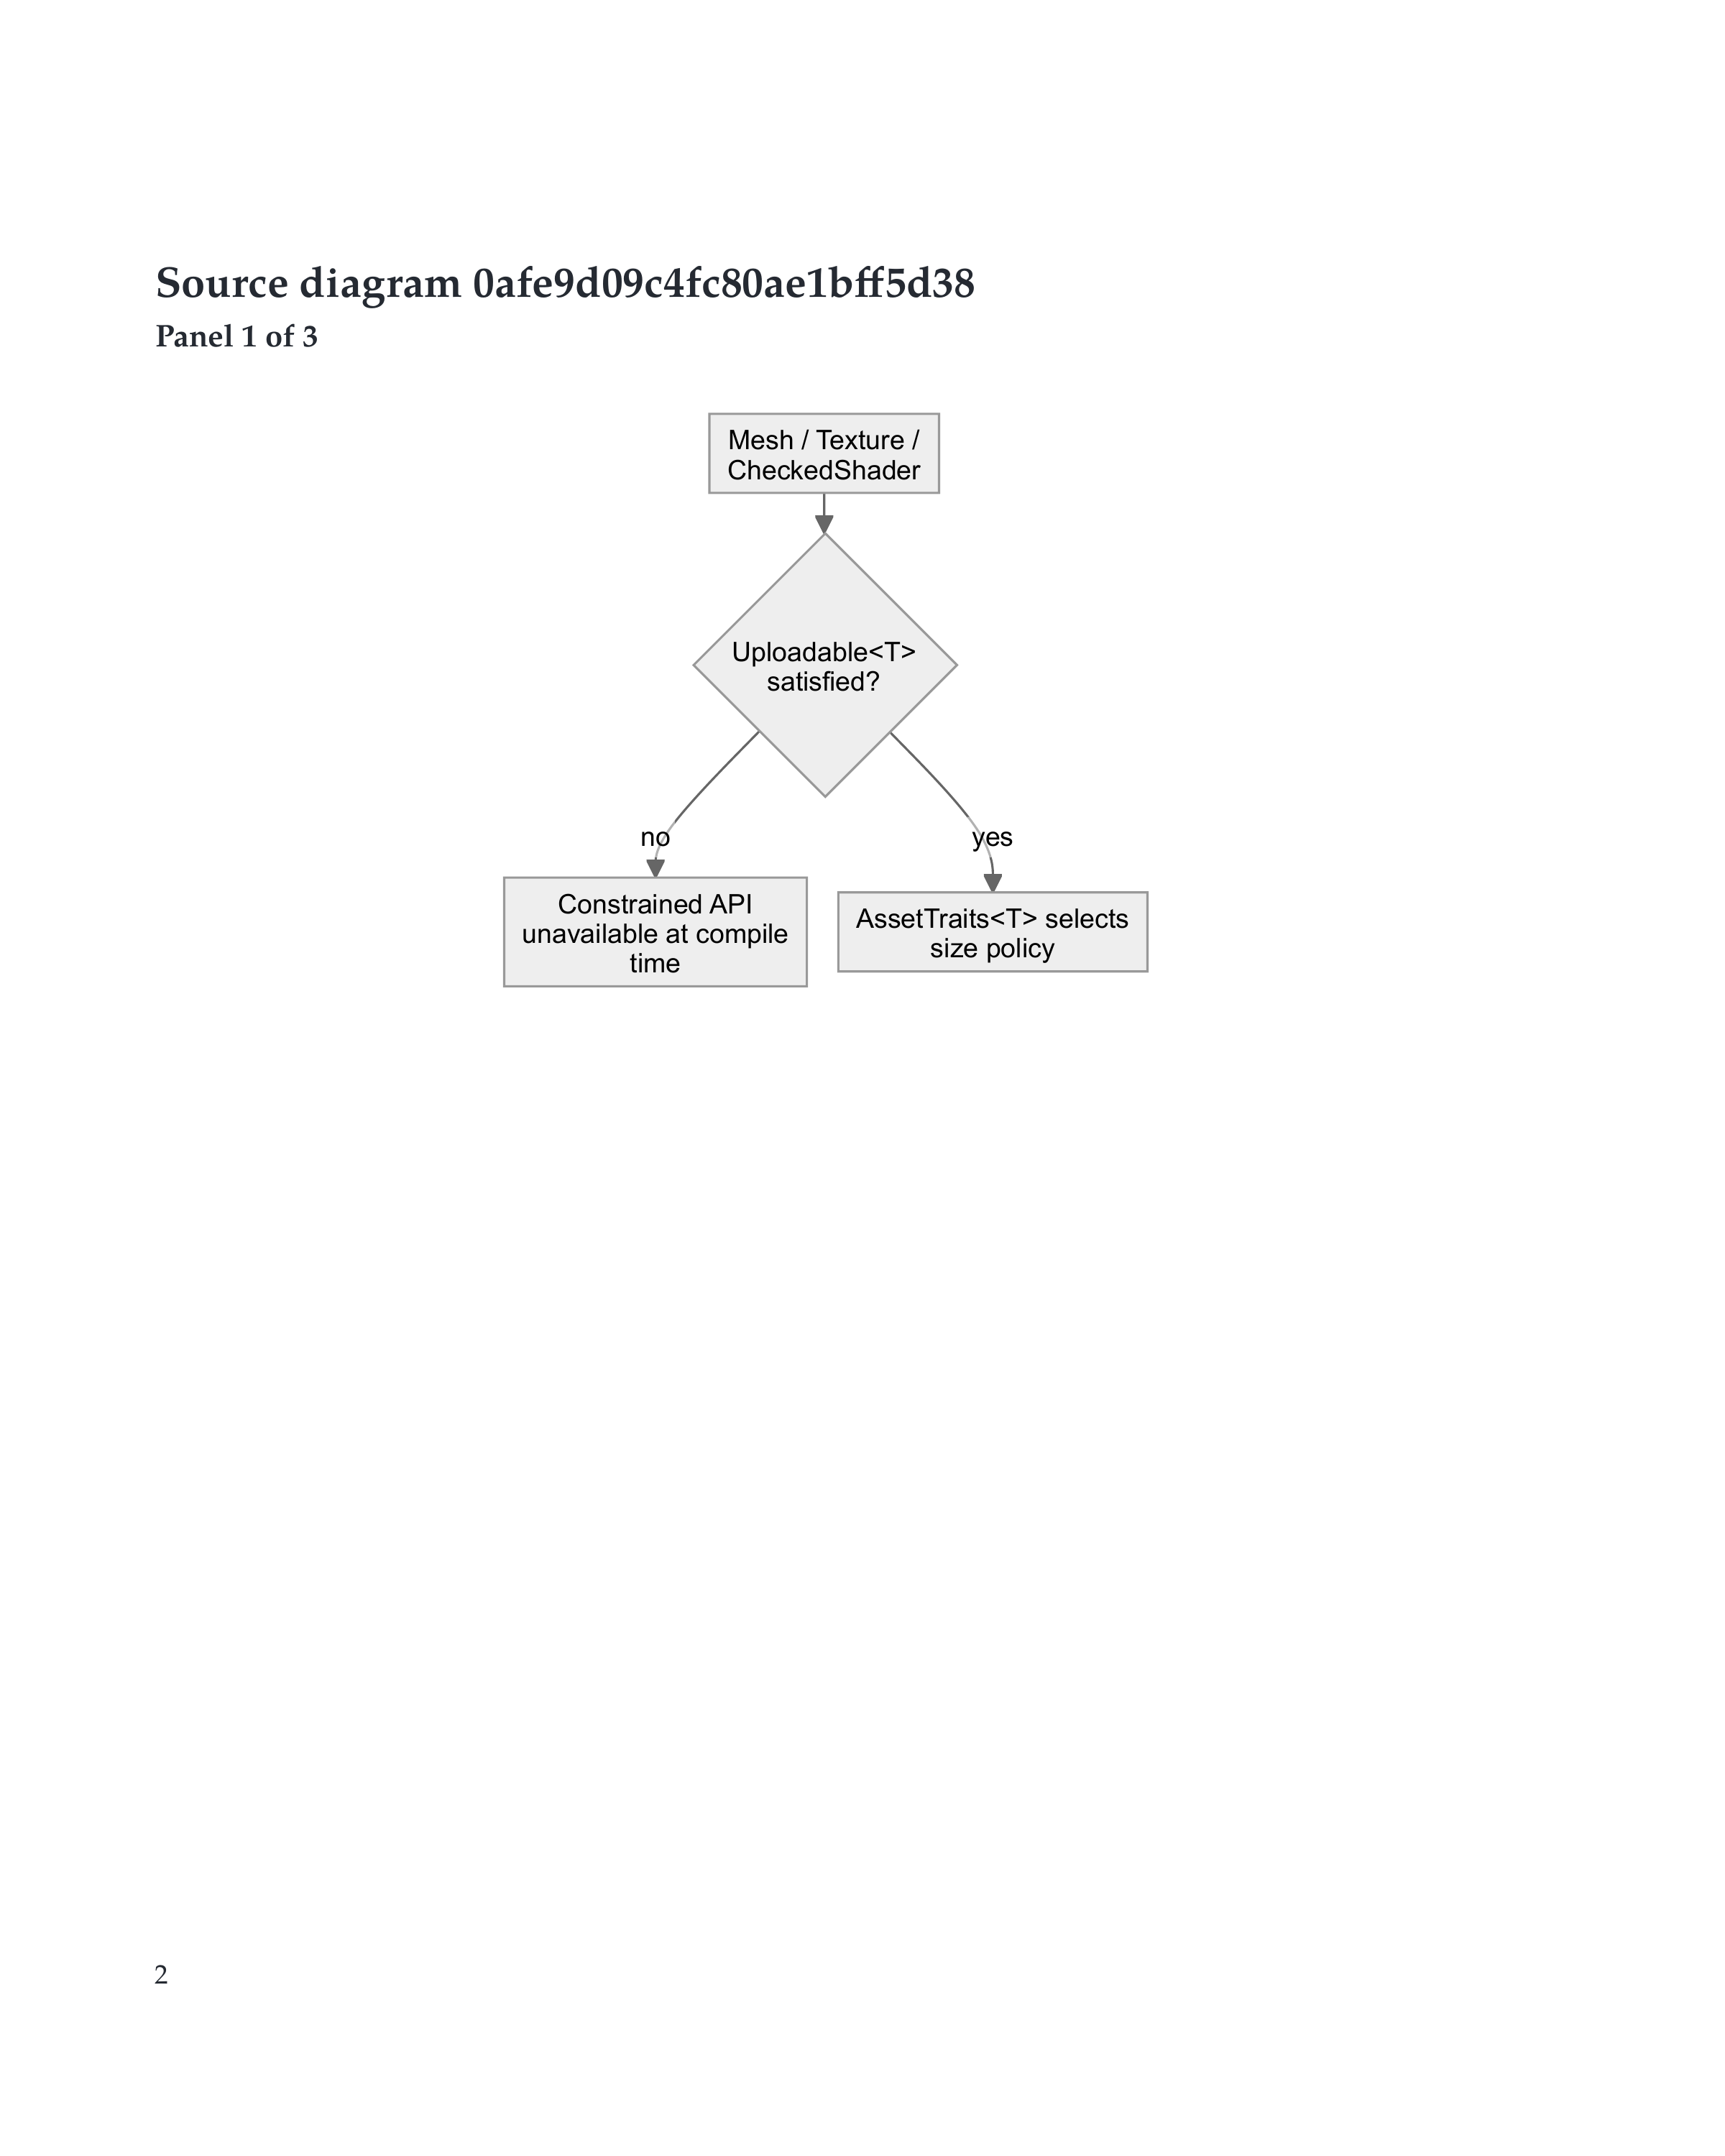 Source diagram 0afe9d09c4fc80ae1bff5d38
Panel 1 of 3
Mesh / Texture /
CheckedShader
Uploadable<T>
satisfied?
no
yes
Constrained API
unavailable at compile
time
AssetTraits<T> selects
size policy
2